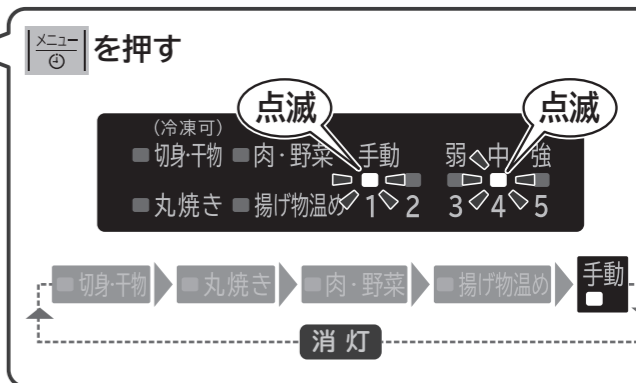 メニュー を押す
点滅 点滅
(冷凍可)
切身・干物 肉・野菜 手動 弱 中 強
丸焼き 揚げ物温め 1 2 3 4 5
切身・干物 丸焼き 肉・野菜 揚げ物温め 手動
消灯